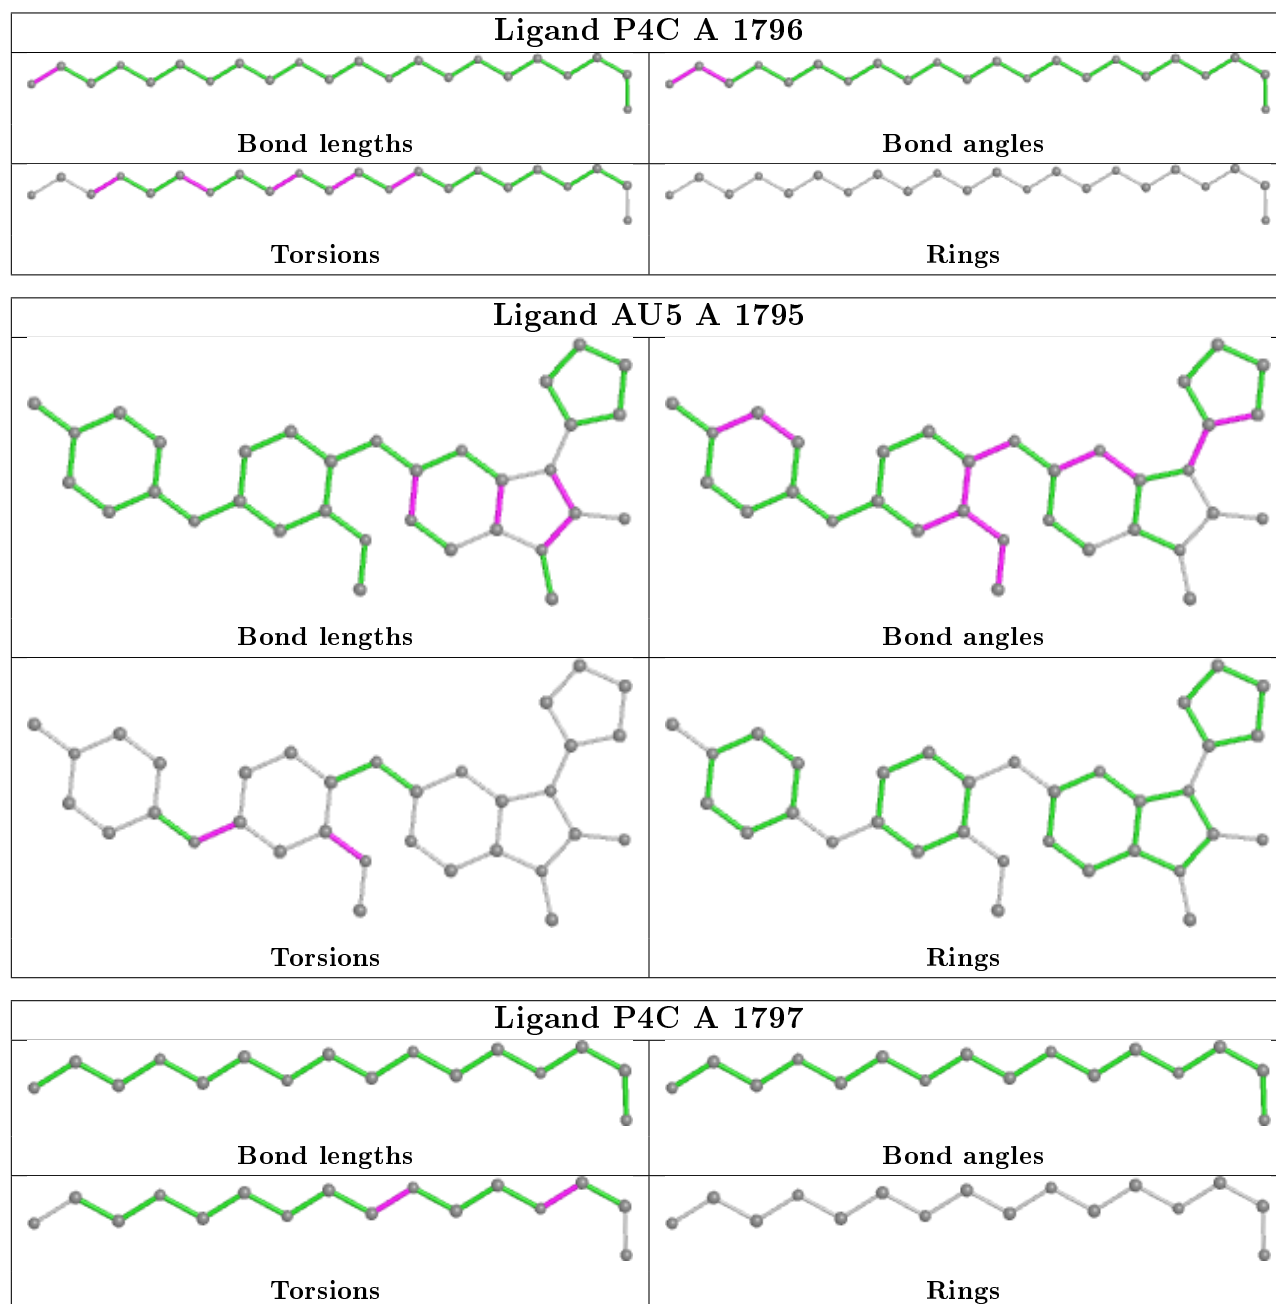 Ligand P4C A 1796
Bond lengths
Bond angles
Torsions
Rings
Ligand AU5 A 1795
Bond lengths
Bond angles
Torsions
Rings
Ligand P4C A 1797
Bond lengths
Bond angles
Torsions
Rings